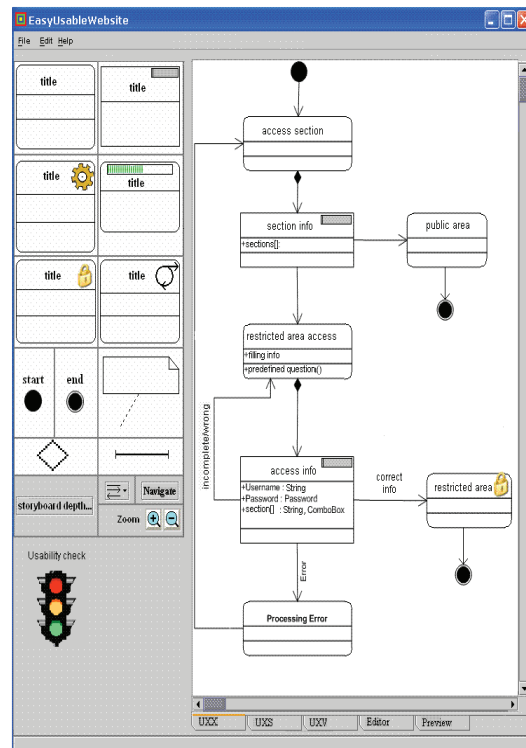 EasyUsableWebsite
File Edit Help
title
title
title
title
title
title
start
end
storyboard depth...
Navigate
Zoom
Usability check
access section
section info
+sections[]:
public area
restricted area access
+filling info
+predefined question()
incomplete/wrong
access info
+Username : String
+Password : Password
+section[] : String, ComboBox
correct
info
restricted area
Error
Processing Error
UXX
UXS
UXV
Editor
Preview